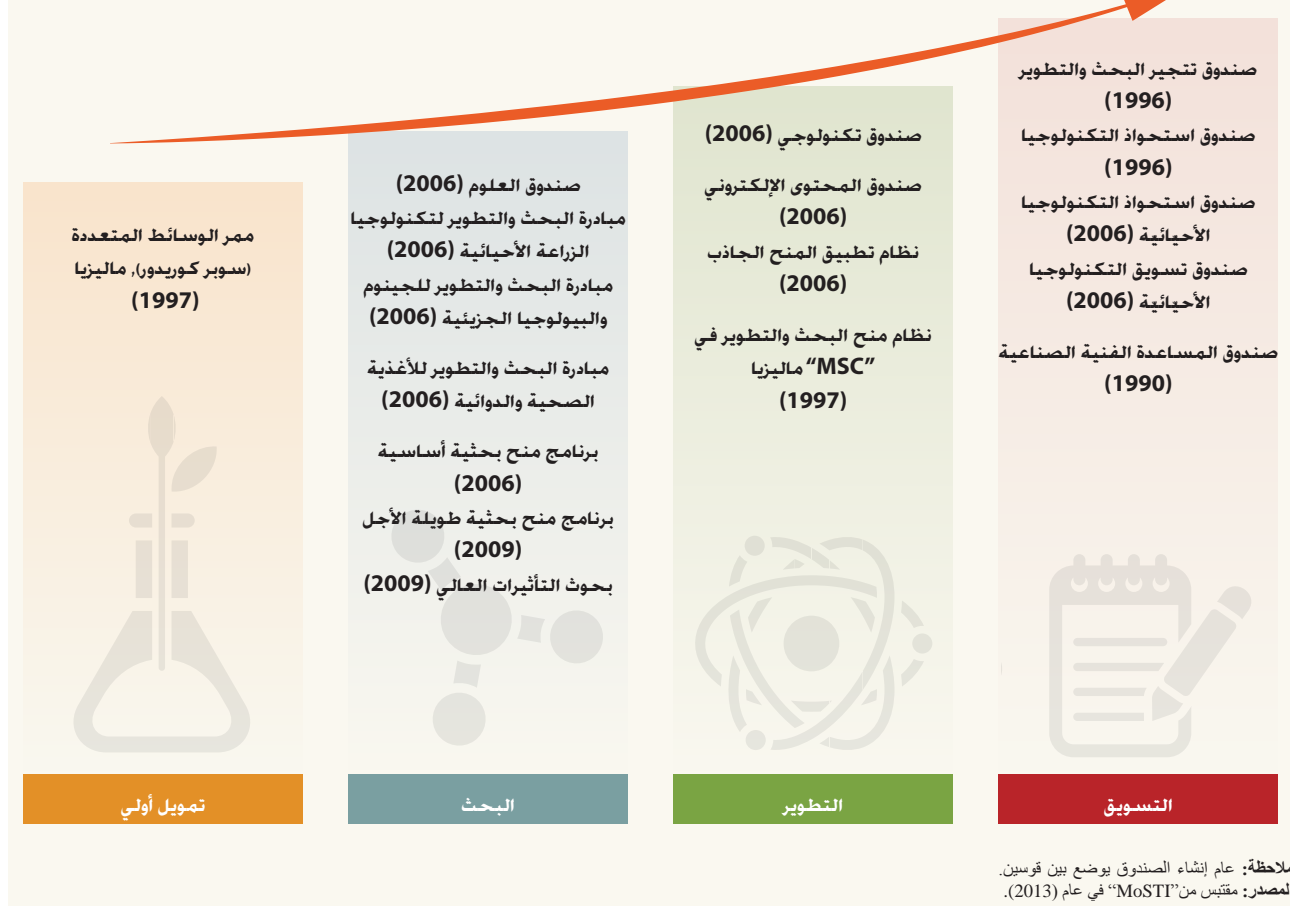 صندوق تتجير البحث والتطوير
(1996)
صندوق استحواذ التكنولوجيا
(1996)
صندوق استحواذ التكنولوجيا
الأحيائية (2006)
صندوق تسويق التكنولوجيا
الأحيائية (2006)
صندوق المساعدة الفنية الصناعية
(1990)
التسويق
صندوق تكنولوجي (2006)
صندوق المحتوى الإلكتروني
(2006)
نظام تطبيق المنح الجاذب
(2006)
نظام منح البحث والتطوير في
"MSC“ ماليزيا
(1997)
التطوير
صندوق العلوم (2006)
مبادرة البحث والتطوير لتكنولوجيا
الزراعة الأحيائية (2006)
مبادرة البحث والتطوير للجينوم
والبيولوجيا الجزيئية (2006)
مبادرة البحث والتطوير للأغذية
الصحية والدوائية (2006)
برنامج منح بحثية أساسية
(2006)
برنامج منح بحثية طويلة الأجل
(2009)
بحوث التأثيرات العالي (2009)
البحث
ممر الوسائط المتعددة
(سوبر كوريدور), ماليزيا
(1997)
تمويل أولي
ملاحظة: عام إنشاء الصندوق يوضع بين قوسين.
المصدر: مقتبس من"MoSTI“ في عام (2013).